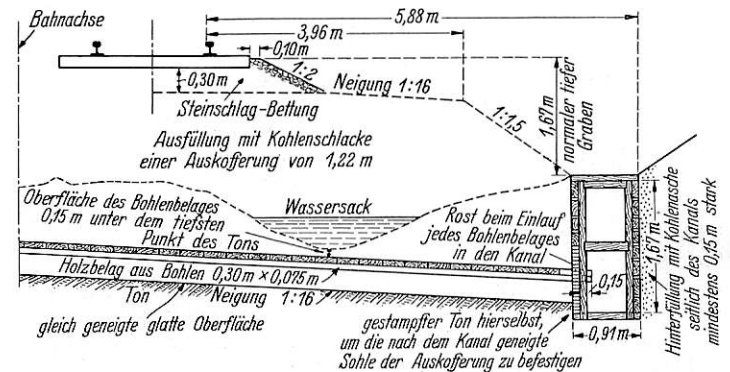 Bahnachse
5,88 m
3,96 m
0,10 m
1:2
0,30 m
Neigung 1:16
Steinschlag-Bettung
1:1,5
1,67 m
normaler tiefer
Graben
Ausfüllung mit Kohlenschlacke
einer Auskofferung von 1,22 m
Oberfläche des Bohlenbelages
0,15 m unter dem tiefsten
Punkt des Tons
Wassersack
Rost beim Einlauf
jedes Bohlenbelages
in den Kanal
Holzbelag aus Bohlen 0,30 m × 0,075 m
Ton
Neigung 1:16
gleich geneigte glatte Oberfläche
0,15
1,67 m
0,91 m
gestampfter Ton hierselbst,
um die nach dem Kanal geneigte
Sohle der Auskofferung zu befestigen
Hinterfüllung mit Kohlenasche
seitlich des Kanals
mindestens 0,15 m stark